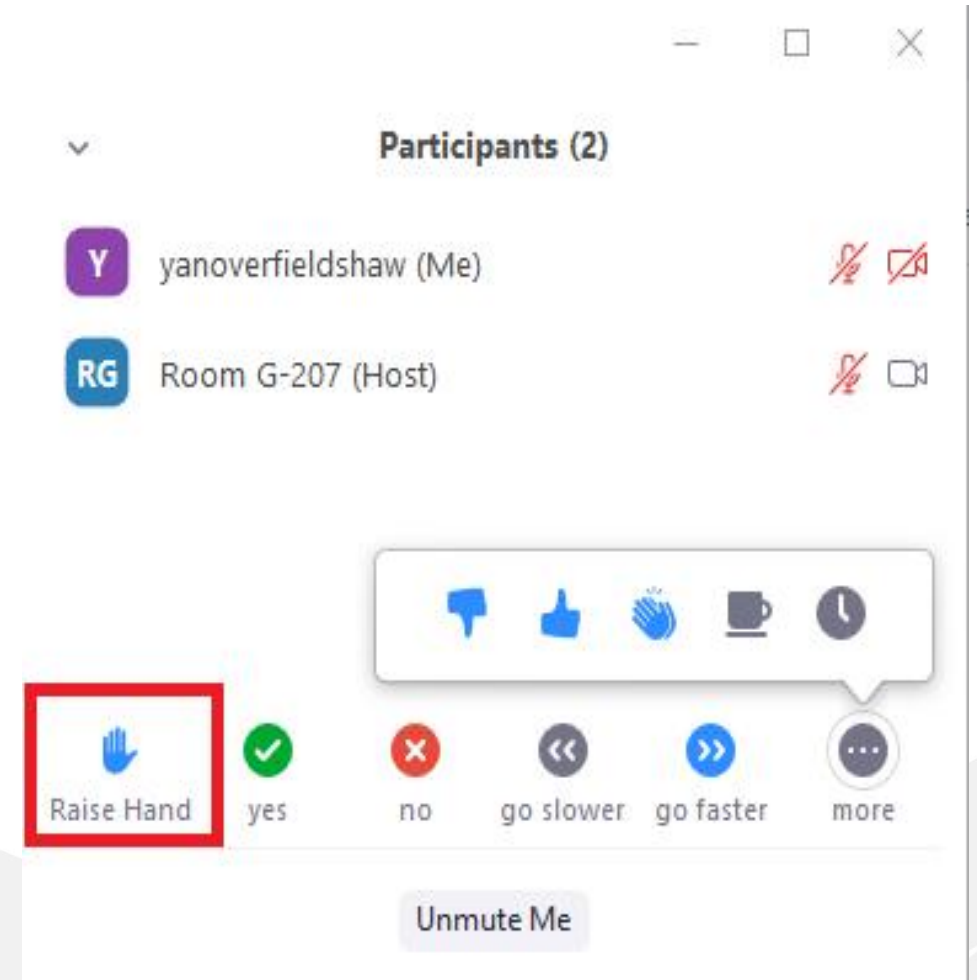 Participants (2)
Y yanoverfieldshaw (Me)
RG Room G-207 (Host)
Raise Hand yes no go slower go faster more
Unmute Me